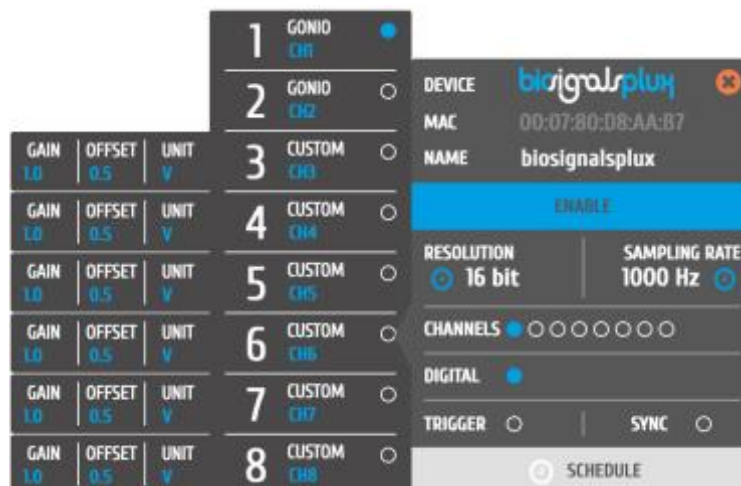 1 GONIO
CH1
2 GONIO
CH2
GAIN OFFSET UNIT
1.0 0.5 V
3 CUSTOM
CH3
GAIN OFFSET UNIT
1.0 0.5 V
4 CUSTOM
CH4
GAIN OFFSET UNIT
1.0 0.5 V
5 CUSTOM
CH5
GAIN OFFSET UNIT
1.0 0.5 V
6 CUSTOM
CH6
GAIN OFFSET UNIT
1.0 0.5 V
7 CUSTOM
CH7
GAIN OFFSET UNIT
1.0 0.5 V
8 CUSTOM
CH8
DEVICE biosignalsplux
MAC 00:07:80:D8:AA:B7
NAME biosignalsplux
ENABLE
RESOLUTION SAMPLING RATE
16 bit 1000 Hz
CHANNELS
DIGITAL
TRIGGER SYNC
SCHEDULE